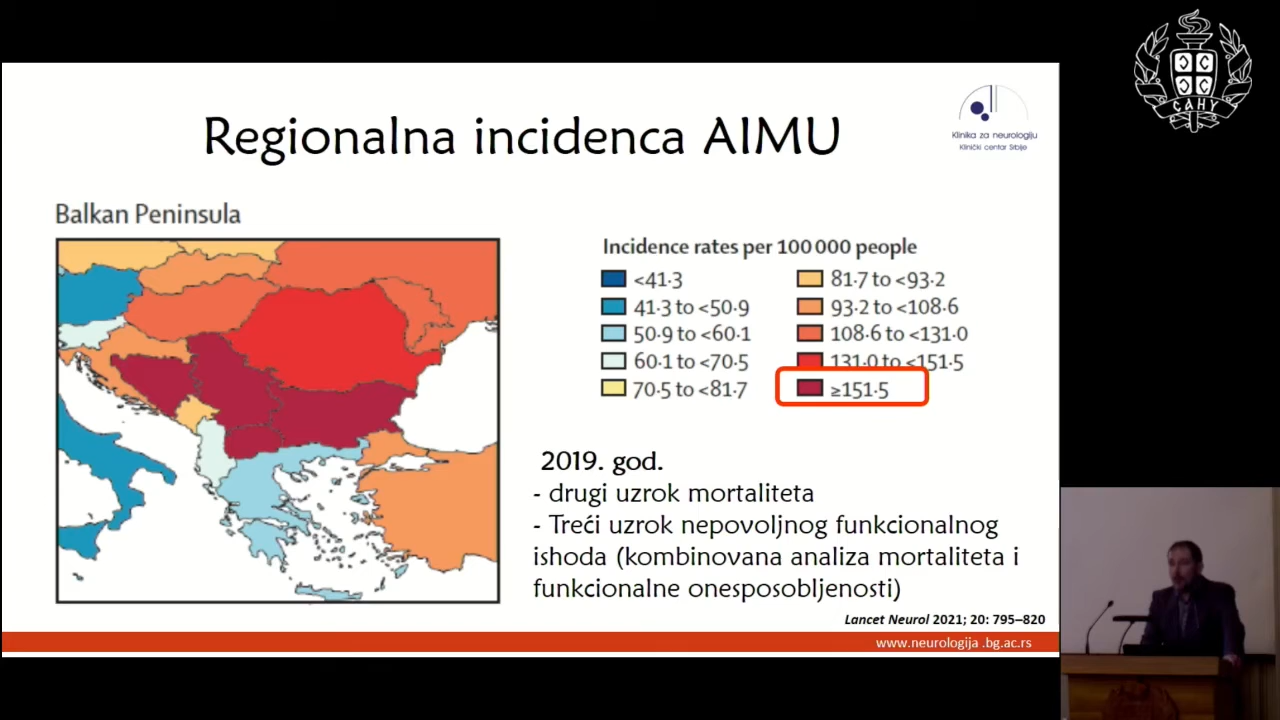 САНУ
Regionalna incidenca AIMU
Klinika za neurologiju
Klinički centar Srbije
Balkan Peninsula
Incidence rates per 100 000 people
<41·3
41·3 to <50·9
50·9 to <60·1
60·1 to <70·5
70·5 to <81·7
81·7 to <93·2
93·2 to <108·6
108·6 to <131·0
131·0 to <151·5
≥151·5
2019. god.
- drugi uzrok mortaliteta
- Treći uzrok nepovoljnog funkcionalnog
ishoda (kombinovana analiza mortaliteta i
funkcionalne onesposobljenosti)
Lancet Neurol 2021; 20: 795–820
www.neurologija .bg.ac.rs